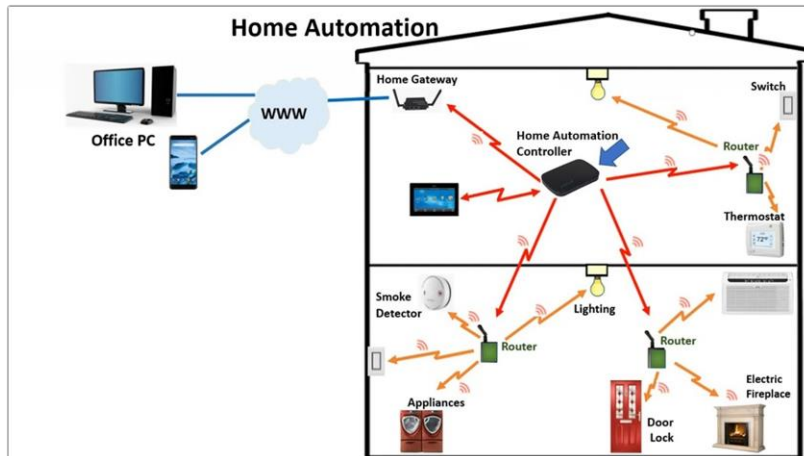 Home Automation
Home Gateway
Switch
WWW
Office PC
Home Automation
Controller
Router
Thermostat
72°
Smoke
Detector
Lighting
Router
Router
Appliances
Electric
Fireplace
Door
Lock